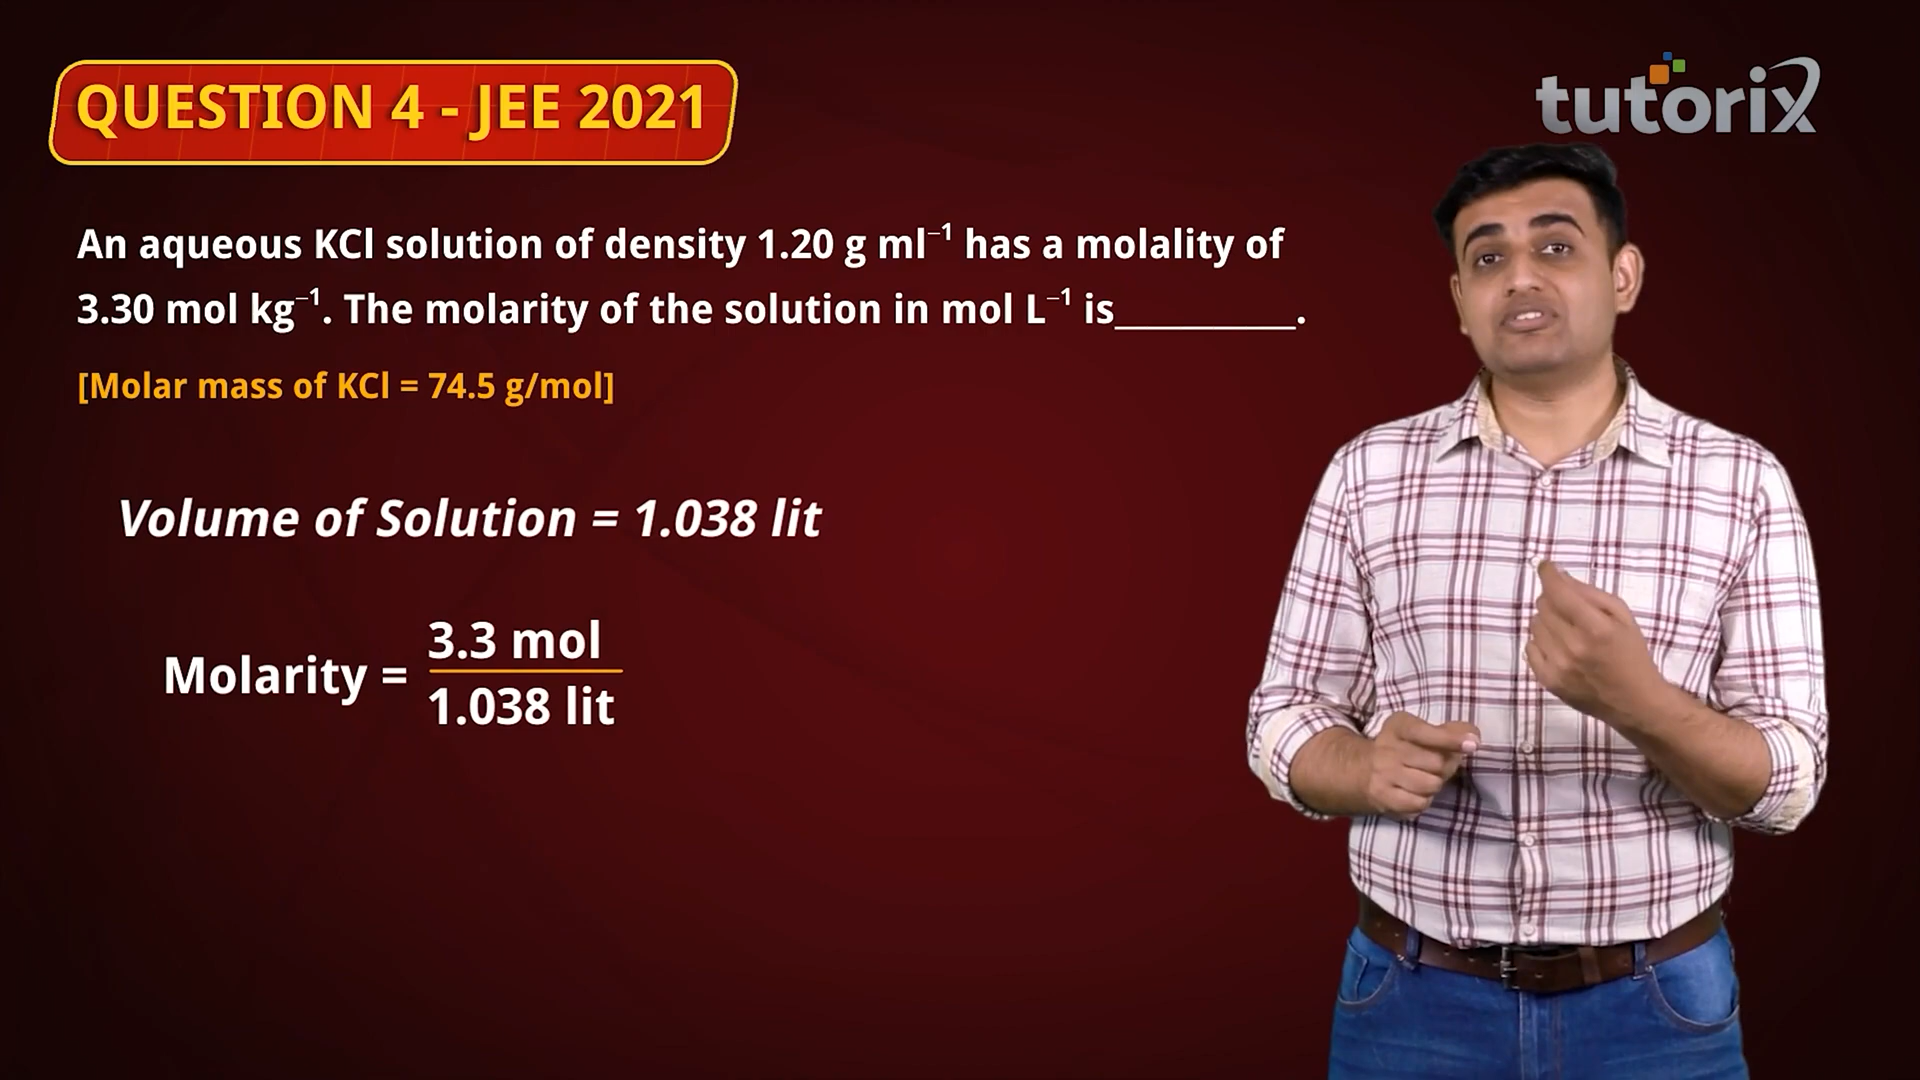 QUESTION 4 - JEE 2021
tutorix
An aqueous KCl solution of density 1.20 g ml⁻¹ has a molality of
3.30 mol kg⁻¹. The molarity of the solution in mol L⁻¹ is_________.
[Molar mass of KCl = 74.5 g/mol]
Volume of Solution = 1.038 lit
Molarity = 3.3 mol
1.038 lit